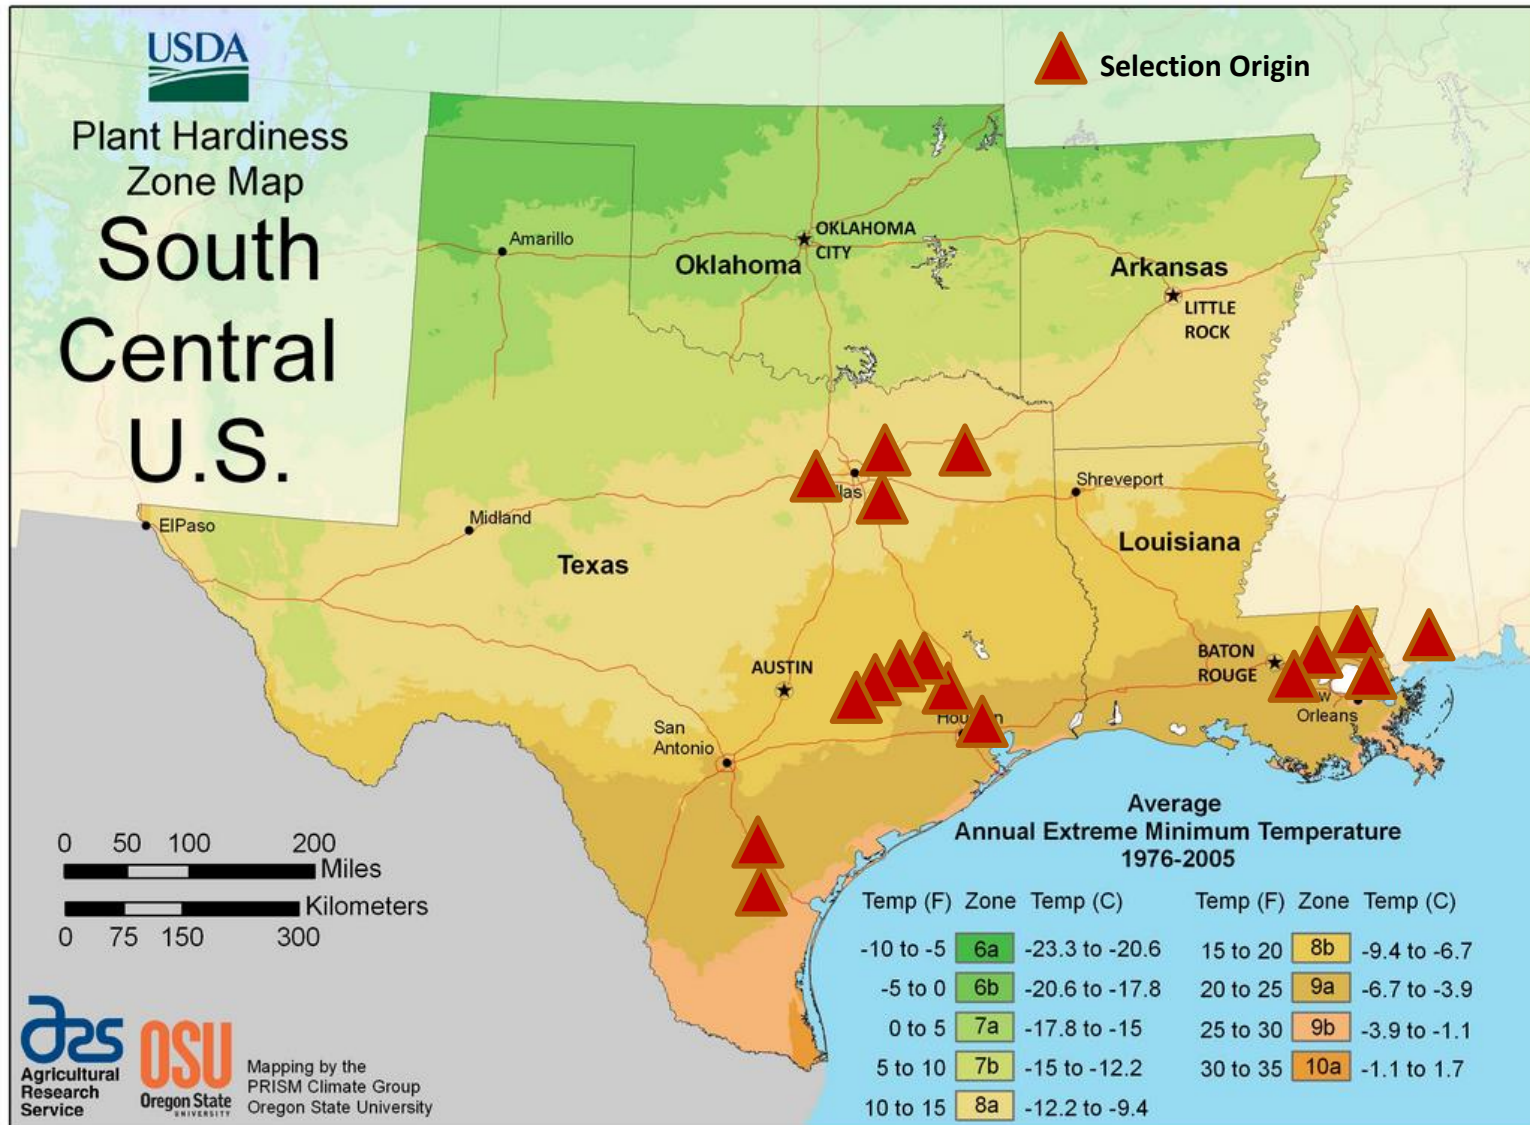 USDA
Plant Hardiness
Zone Map
South
Central
U.S.
Selection Origin
Amarillo
OKLAHOMA
CITY
Oklahoma
Arkansas
LITTLE
ROCK
Shreveport
ElPaso
Midland
Texas
Louisiana
AUSTIN
BATON
ROUGE
Orleans
San
Antonio
0 50 100 200
Miles
Kilometers
0 75 150 300
Average
Annual Extreme Minimum Temperature
1976-2005
Temp (F) Zone Temp (C) Temp (F) Zone Temp (C)
-10 to -5 6a -23.3 to -20.6 15 to 20 8b -9.4 to -6.7
-5 to 0 6b -20.6 to -17.8 20 to 25 9a -6.7 to -3.9
0 to 5 7a -17.8 to -15 25 to 30 9b -3.9 to -1.1
5 to 10 7b -15 to -12.2 30 to 35 10a -1.1 to 1.7
10 to 15 8a -12.2 to -9.4
ars
Agricultural
Research
Service
OSU
Oregon State
UNIVERSITY
Mapping by the
PRISM Climate Group
Oregon State University